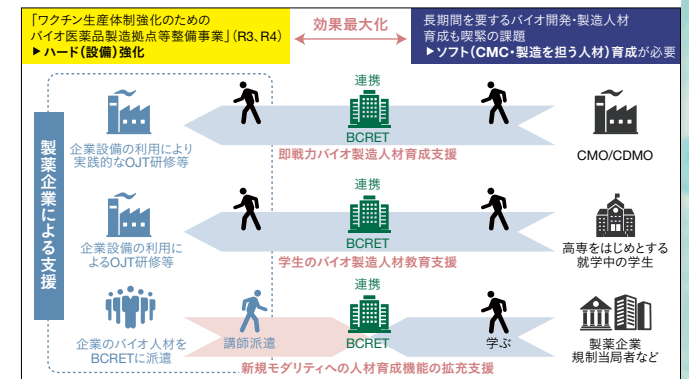 「ワクチン生産体制強化のための
バイオ医薬品製造拠点等整備事業」(R3、R4)
▶ハード(設備)強化
効果最大化
長期間を要するバイオ開発・製造人材
育成も喫緊の課題
▶ソフト(CMC・製造を担う人材)育成が必要
製薬企業による支援
企業設備の利用により
実践的なOJT研修等
連携
BCRET
即戦力バイオ製造人材育成支援
CMO/CDMO
企業設備の利用に
よるOJT研修等
連携
BCRET
学生のバイオ製造人材教育支援
高専をはじめとする
就学中の学生
企業のバイオ人材を
BCRETに派遣
講師派遣
連携
BCRET
学ぶ
新規モダリティへの人材育成機能の拡充支援
製薬企業
規制当局者など